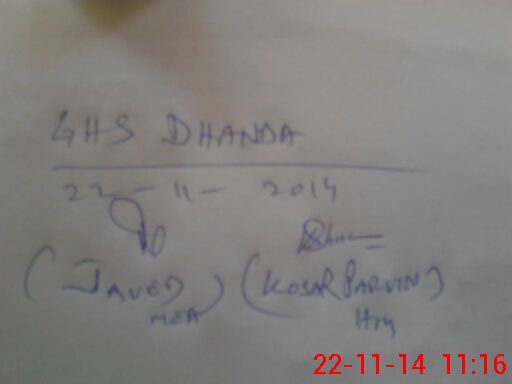 GHS DHANDA
22-11-2014
(JAVED) (KOSAR PARVIN)
MEA Hm
22-11-14 11:16